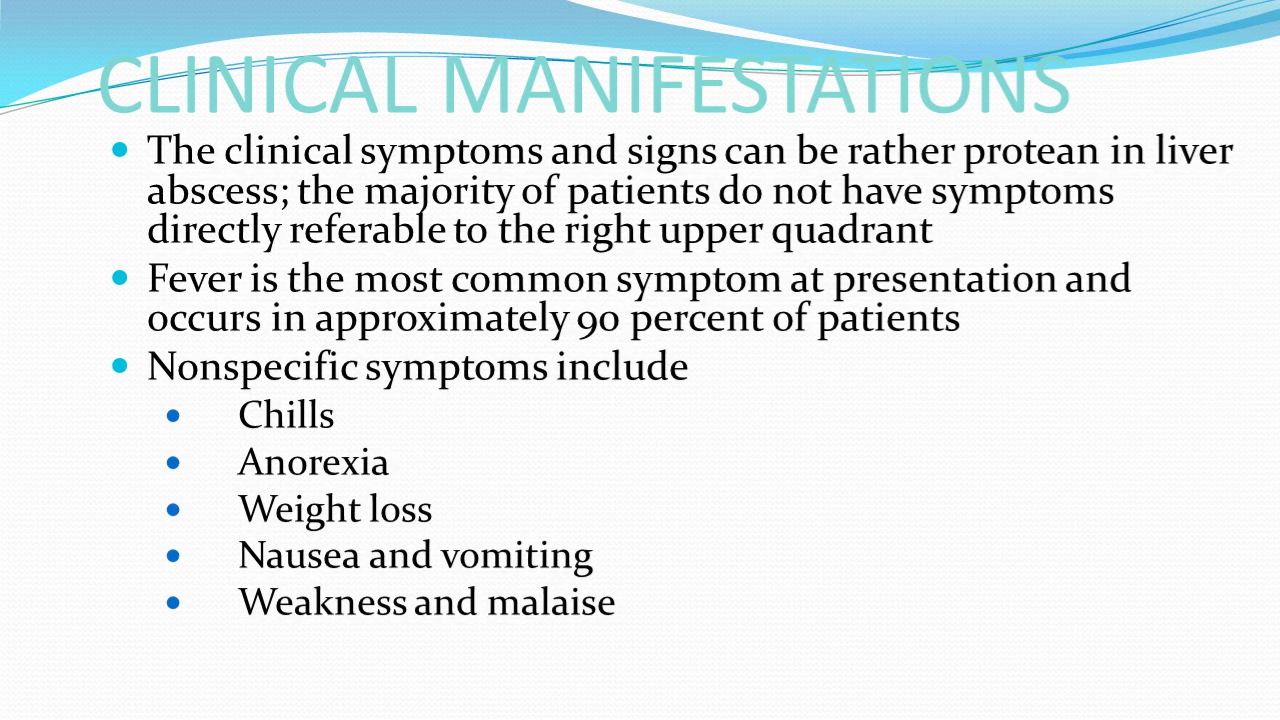 CLINICAL MANIFESTATIONS
• The clinical symptoms and signs can be rather protean in liver
abscess; the majority of patients do not have symptoms
directly referable to the right upper quadrant
• Fever is the most common symptom at presentation and
occurs in approximately 90 percent of patients
• Nonspecific symptoms include
• Chills
• Anorexia
• Weight loss
• Nausea and vomiting
• Weakness and malaise